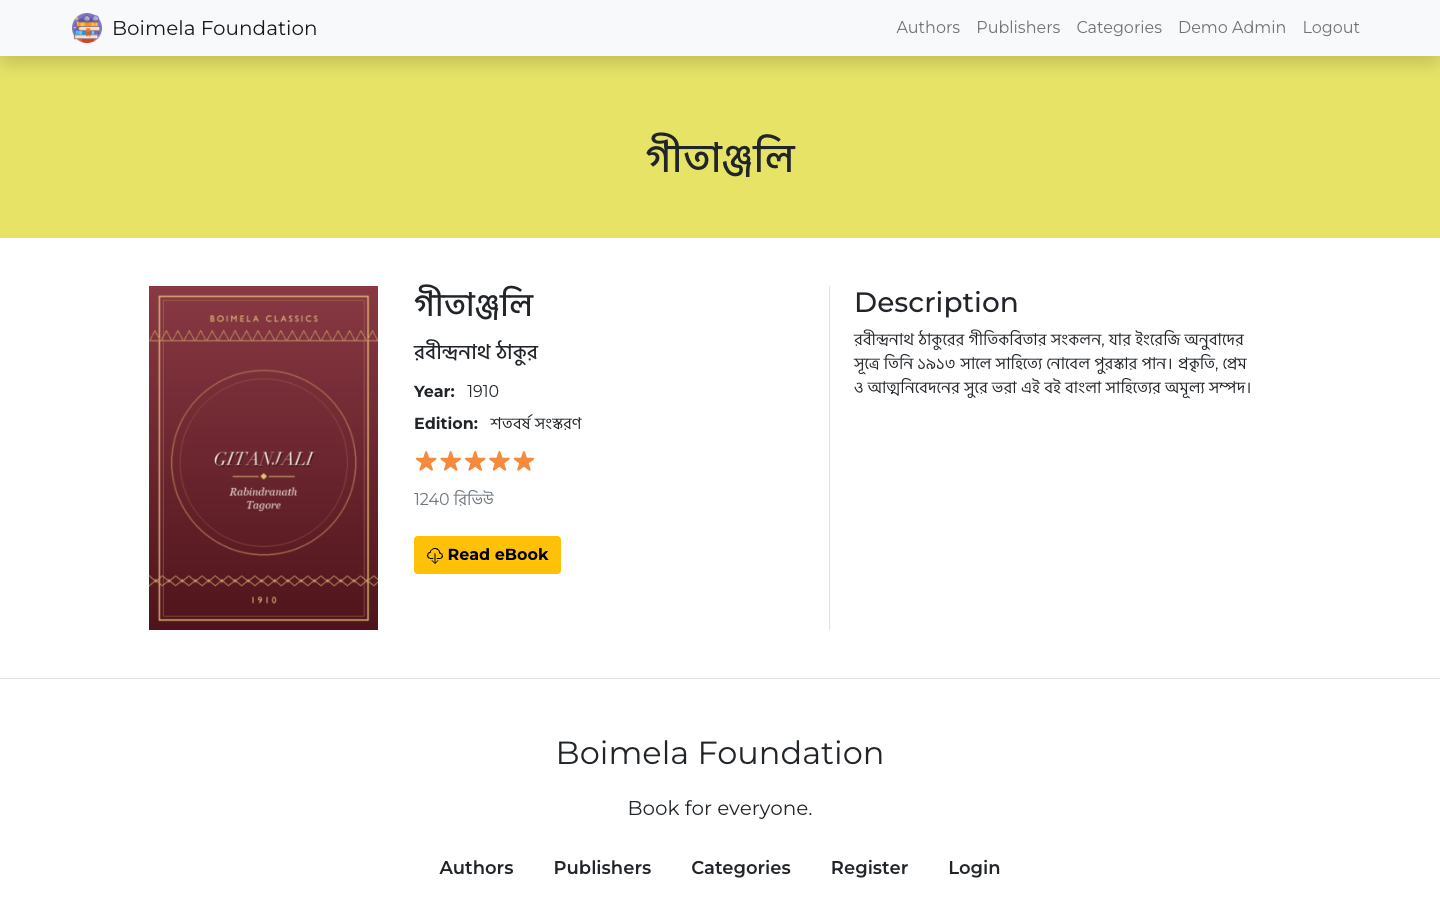 Boimela Foundation
Authors Publishers Categories Demo Admin Logout
গীতাঞ্জলি
BOIMELA CLASSICS
GITANJALI
Rabindranath
Tagore
1910
গীতাঞ্জলি
রবীন্দ্রনাথ ঠাকুর
Year: 1910
Edition: শতবর্ষ সংস্করণ
1240 রিভিউ
Read eBook
Description
রবীন্দ্রনাথ ঠাকুরের গীতিকবিতার সংকলন, যার ইংরেজি অনুবাদের
সূত্রে তিনি ১৯১৩ সালে সাহিত্যে নোবেল পুরস্কার পান। প্রকৃতি, প্রেম
ও আত্মনিবেদনের সুরে ভরা এই বই বাংলা সাহিত্যের অমূল্য সম্পদ।
Boimela Foundation
Book for everyone.
Authors Publishers Categories Register Login